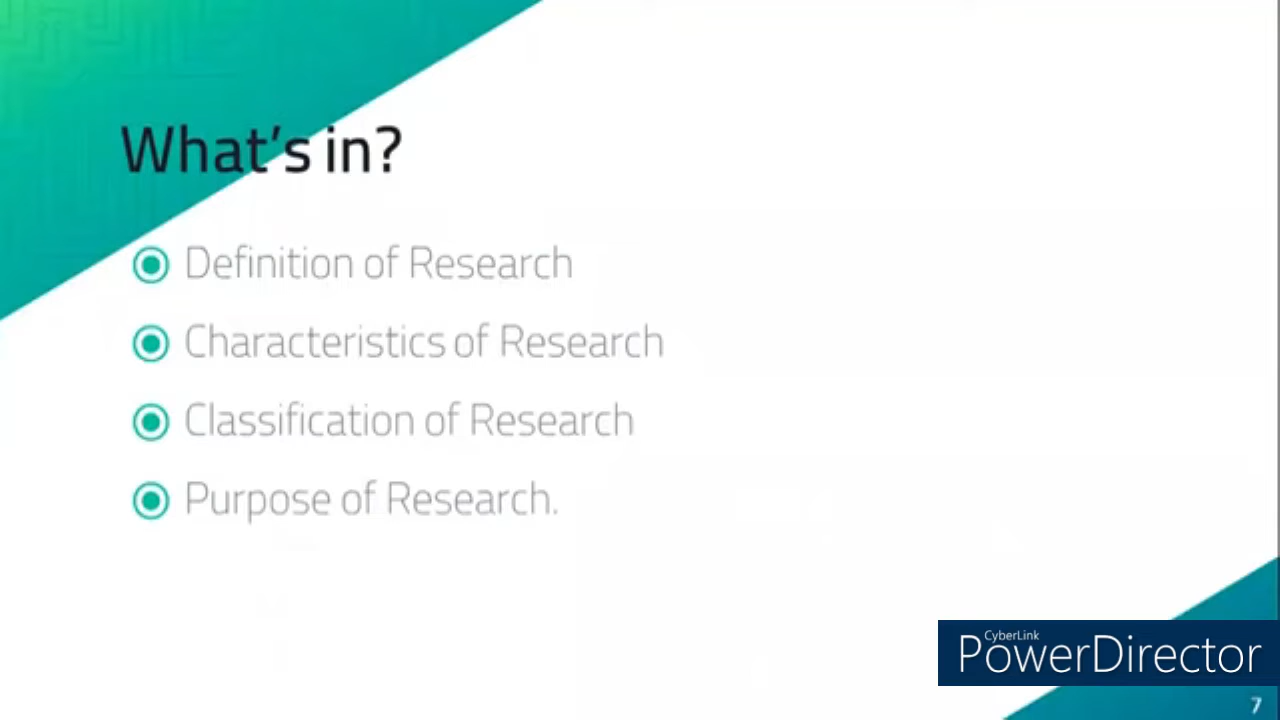 What's in?
Definition of Research
Characteristics of Research
Classification of Research
Purpose of Research.
CyberLink
PowerDirector
7